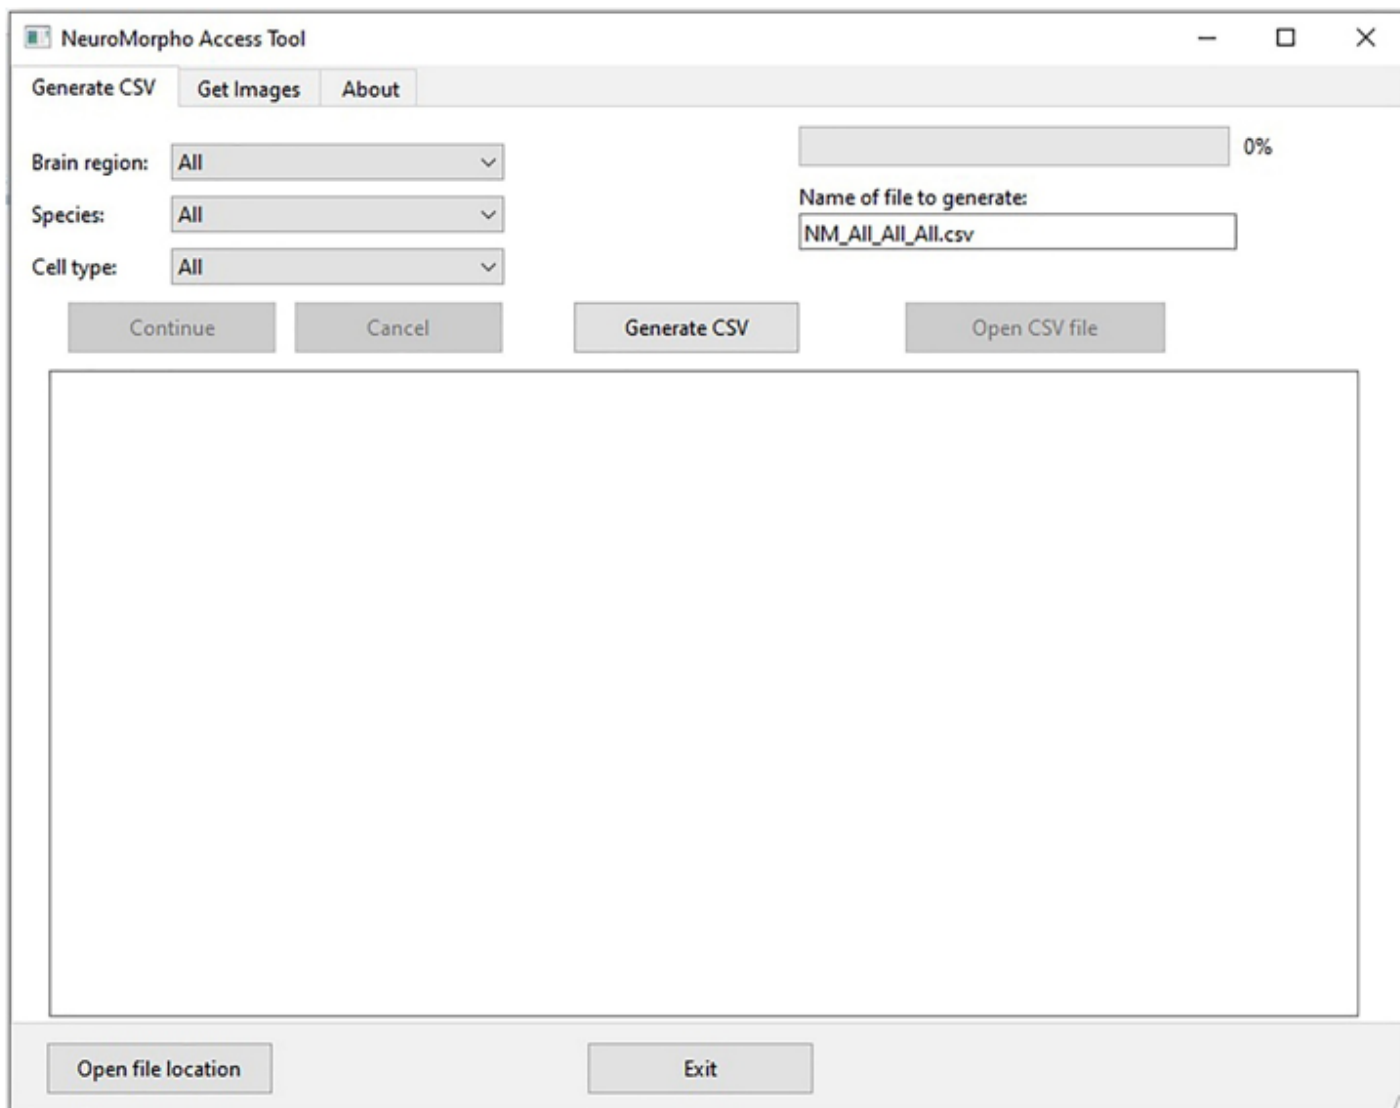 NeuroMorpho Access Tool
Generate CSV Get Images About
Brain region: All
0%
Species: All
Name of file to generate:
NM_All_All_All.csv
Cell type: All
Continue Cancel Generate CSV Open CSV file
Open file location Exit